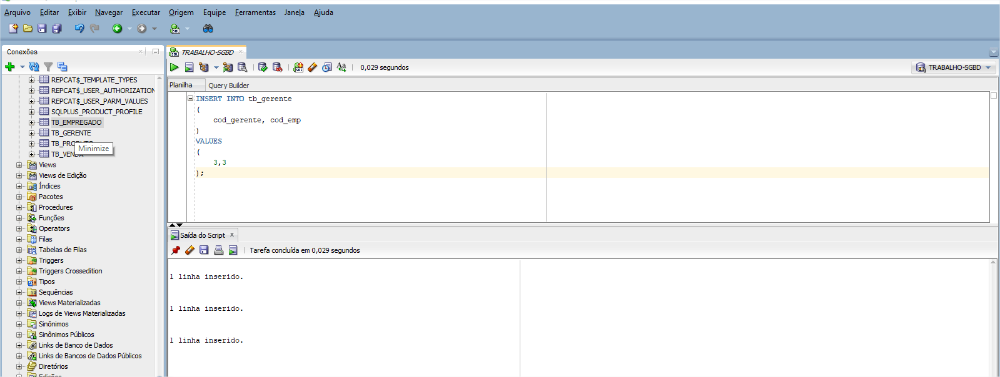 Arquivo Editar Exibir Navegar Executar Origem Equipe Ferramentas Janela Ajuda
Conexões
REPCAT$_TEMPLATE_TYPES
REPCAT$_USER_AUTHORIZATION
REPCAT$_USER_PARM_VALUES
SQLPLUS_PRODUCT_PROFILE
TB_EMPREGADO
TB_GERENTE
TB_PRODUTO
Minimize
TB_VENDA
Views
Views de Edição
Índices
Pacotes
Procedures
Funções
Operators
Filas
Tabelas de Filas
Triggers
Triggers Crossedition
Tipos
Sequências
Views Materializadas
Logs de Views Materializadas
Sinônimos
Sinônimos Públicos
Links de Banco de Dados
Links de Bancos de Dados Públicos
Diretórios
Edições
TRABALHO-SGBD
0,029 segundos
TRABALHO-SGBD
Planilha Query Builder
INSERT INTO tb_gerente
(
cod_gerente, cod_emp
)
VALUES
(
3,3
);
Saída do Script x
Tarefa concluída em 0,029 segundos
1 linha inserido.
1 linha inserido.
1 linha inserido.